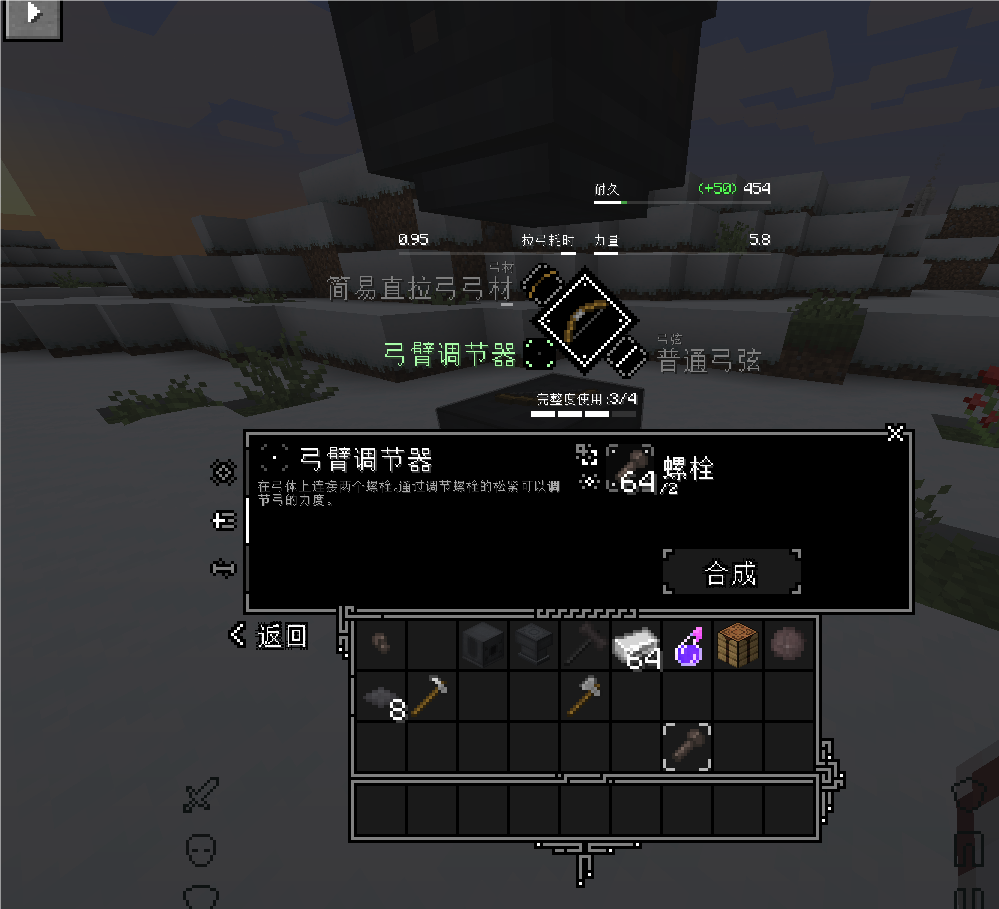 耐久 (+50) 454
0.95 拉弓耗时 力量 5.8
弓材
简易直拉弓弓材
弓弦
弓臂调节器 普通弓弦
完整度使用:3/4
弓臂调节器
64 /2 螺栓
在弓体上连接两个螺栓,通过调节螺栓的松紧可以调
节弓的力度。
合成
返回
64
8